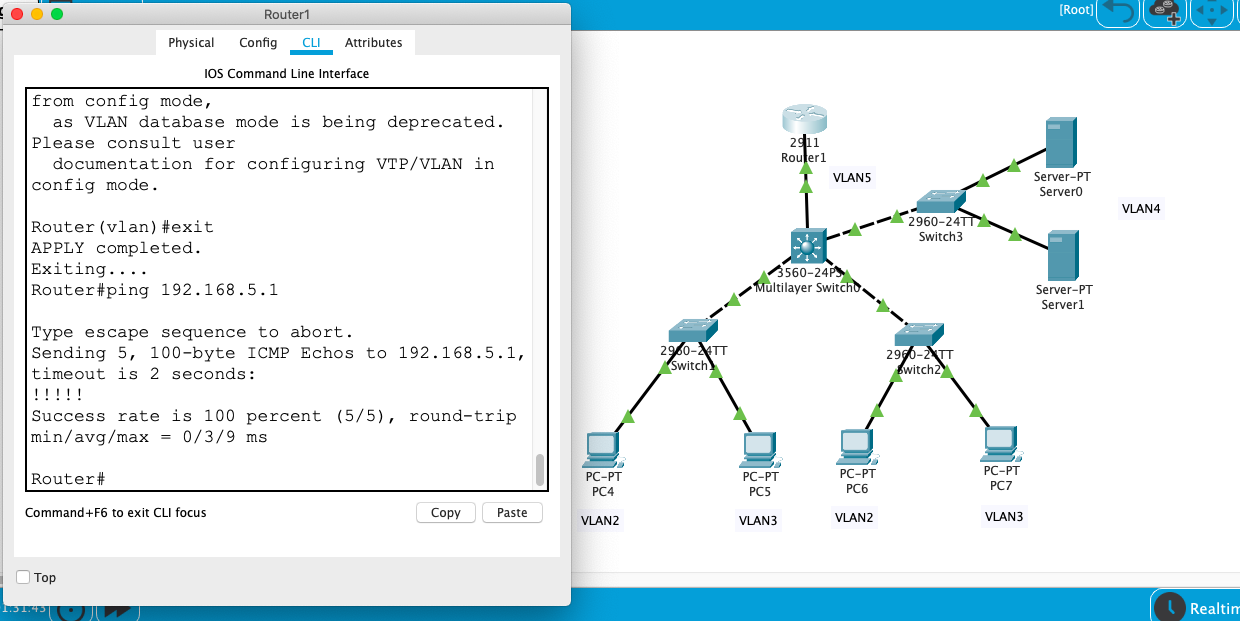 Router1
Physical Config CLI Attributes
IOS Command Line Interface
from config mode,
as VLAN database mode is being deprecated.
Please consult user
documentation for configuring VTP/VLAN in
config mode.
Router(vlan)#exit
APPLY completed.
Exiting....
Router#ping 192.168.5.1
Type escape sequence to abort.
Sending 5, 100-byte ICMP Echos to 192.168.5.1,
timeout is 2 seconds:
!!!!!
Success rate is 100 percent (5/5), round-trip
min/avg/max = 0/3/9 ms
Router#
Command+F6 to exit CLI focus
Copy Paste
Top
[Root]
2911
Router1
VLAN5
Server-PT
Server0
VLAN4
2960-24TT
Switch3
3560-24PS
Multilayer Switch0
Server-PT
Server1
2960-24TT
Switch1
2960-24TT
Switch2
PC-PT
PC4
VLAN2
PC-PT
PC5
VLAN3
PC-PT
PC6
VLAN2
PC-PT
PC7
VLAN3
Realtim